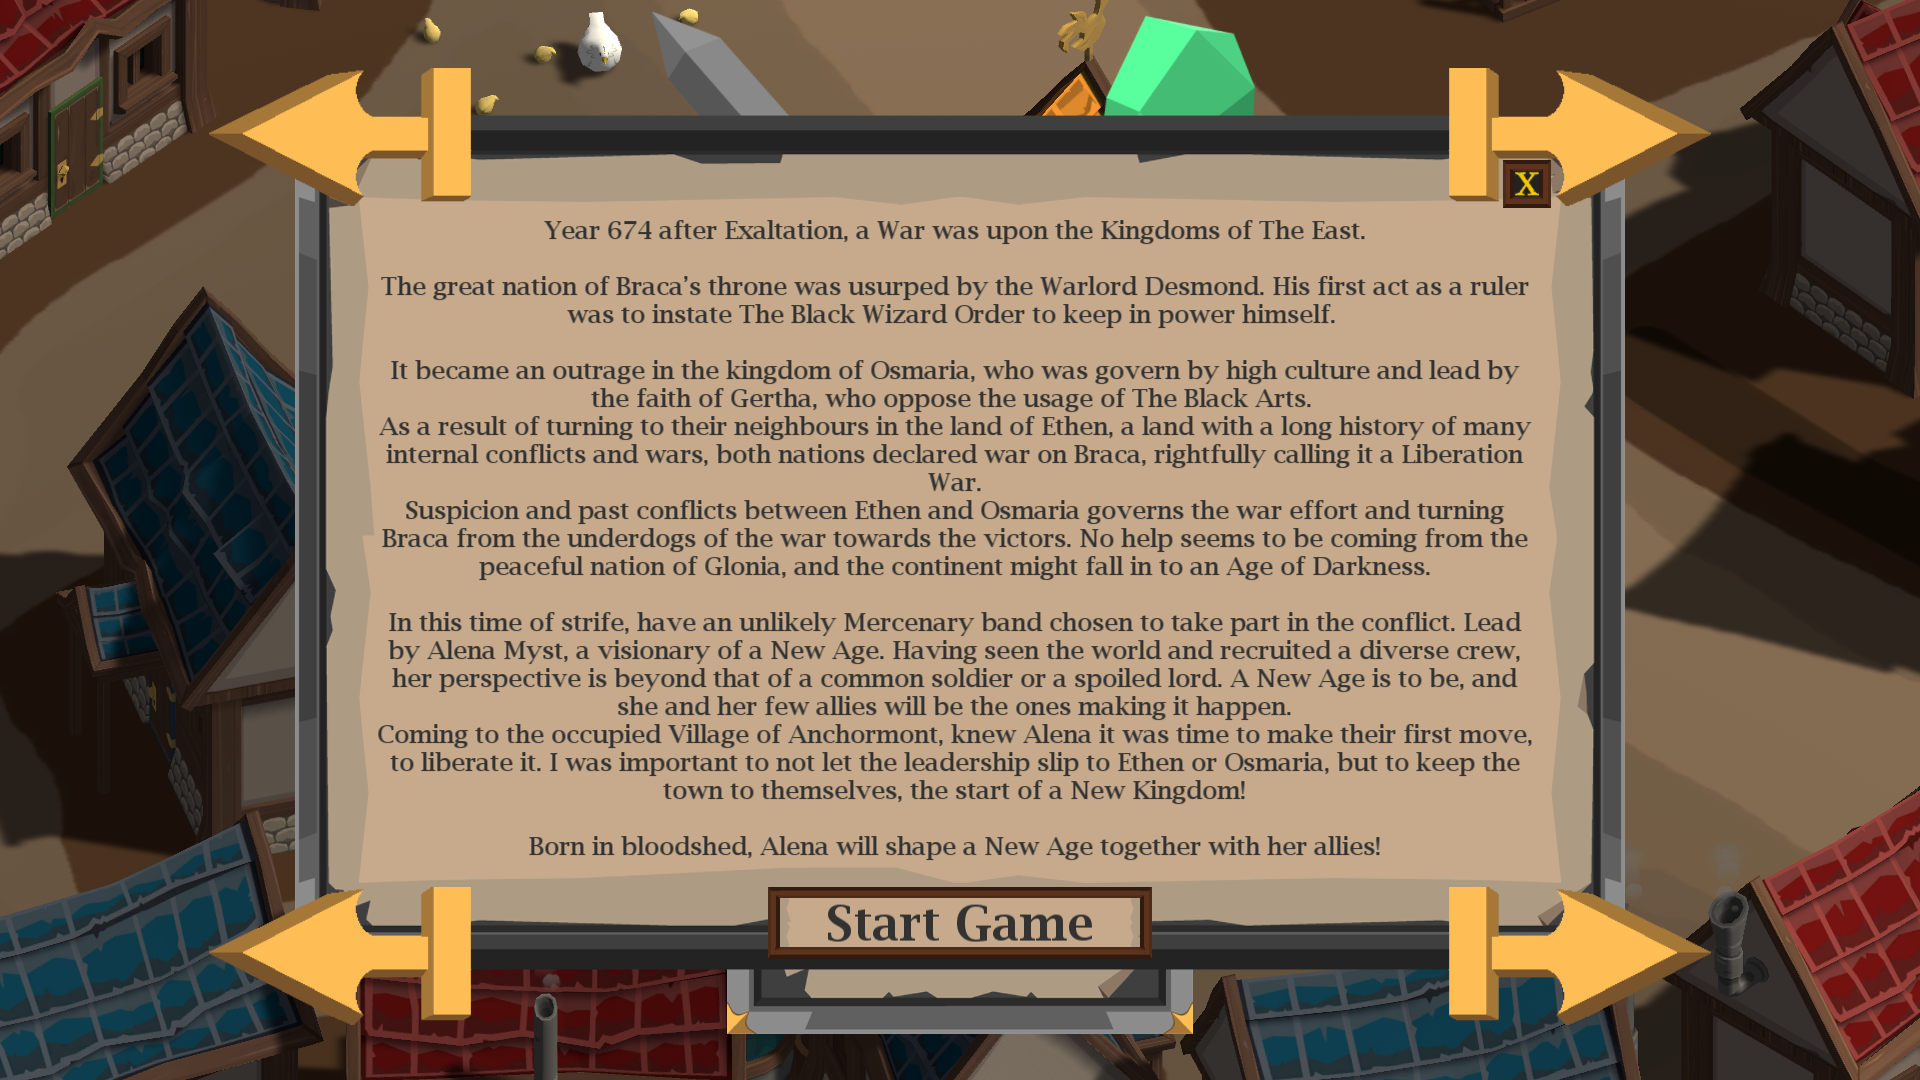 X
Year 674 after Exaltation, a War was upon the Kingdoms of The East.
The great nation of Braca's throne was usurped by the Warlord Desmond. His first act as a ruler
was to instate The Black Wizard Order to keep in power himself.
It became an outrage in the kingdom of Osmaria, who was govern by high culture and lead by
the faith of Gertha, who oppose the usage of The Black Arts.
As a result of turning to their neighbours in the land of Ethen, a land with a long history of many
internal conflicts and wars, both nations declared war on Braca, rightfully calling it a Liberation
War.
Suspicion and past conflicts between Ethen and Osmaria governs the war effort and turning
Braca from the underdogs of the war towards the victors. No help seems to be coming from the
peaceful nation of Glonia, and the continent might fall in to an Age of Darkness.
In this time of strife, have an unlikely Mercenary band chosen to take part in the conflict. Lead
by Alena Myst, a visionary of a New Age. Having seen the world and recruited a diverse crew,
her perspective is beyond that of a common soldier or a spoiled lord. A New Age is to be, and
she and her few allies will be the ones making it happen.
Coming to the occupied Village of Anchormont, knew Alena it was time to make their first move,
to liberate it. I was important to not let the leadership slip to Ethen or Osmaria, but to keep the
town to themselves, the start of a New Kingdom!
Born in bloodshed, Alena will shape a New Age together with her allies!
Start Game